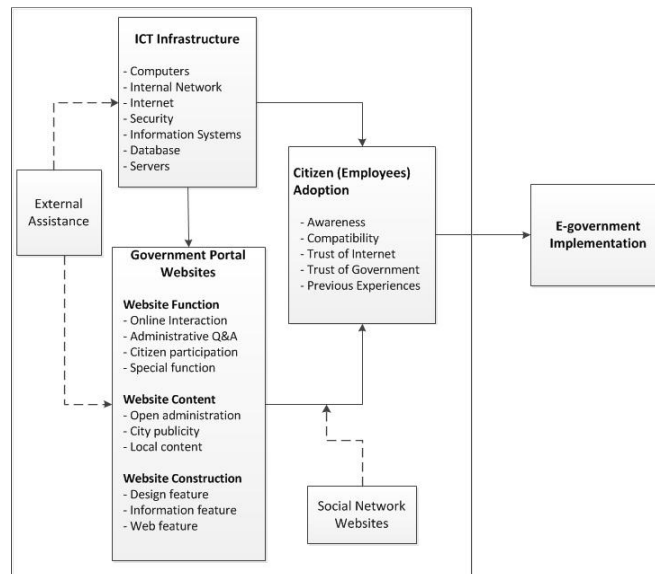 ICT Infrastructure
- Computers
- Internal Network
- Internet
- Security
- Information Systems
- Database
- Servers
External
Assistance
Government Portal
Websites
Website Function
- Online Interaction
- Administrative Q&A
- Citizen participation
- Special function
Website Content
- Open administration
- City publicity
- Local content
Website Construction
- Design feature
- Information feature
- Web feature
Citizen (Employees)
Adoption
- Awareness
- Compatibility
- Trust of Internet
- Trust of Government
- Previous Experiences
Social Network
Websites
E-government
Implementation